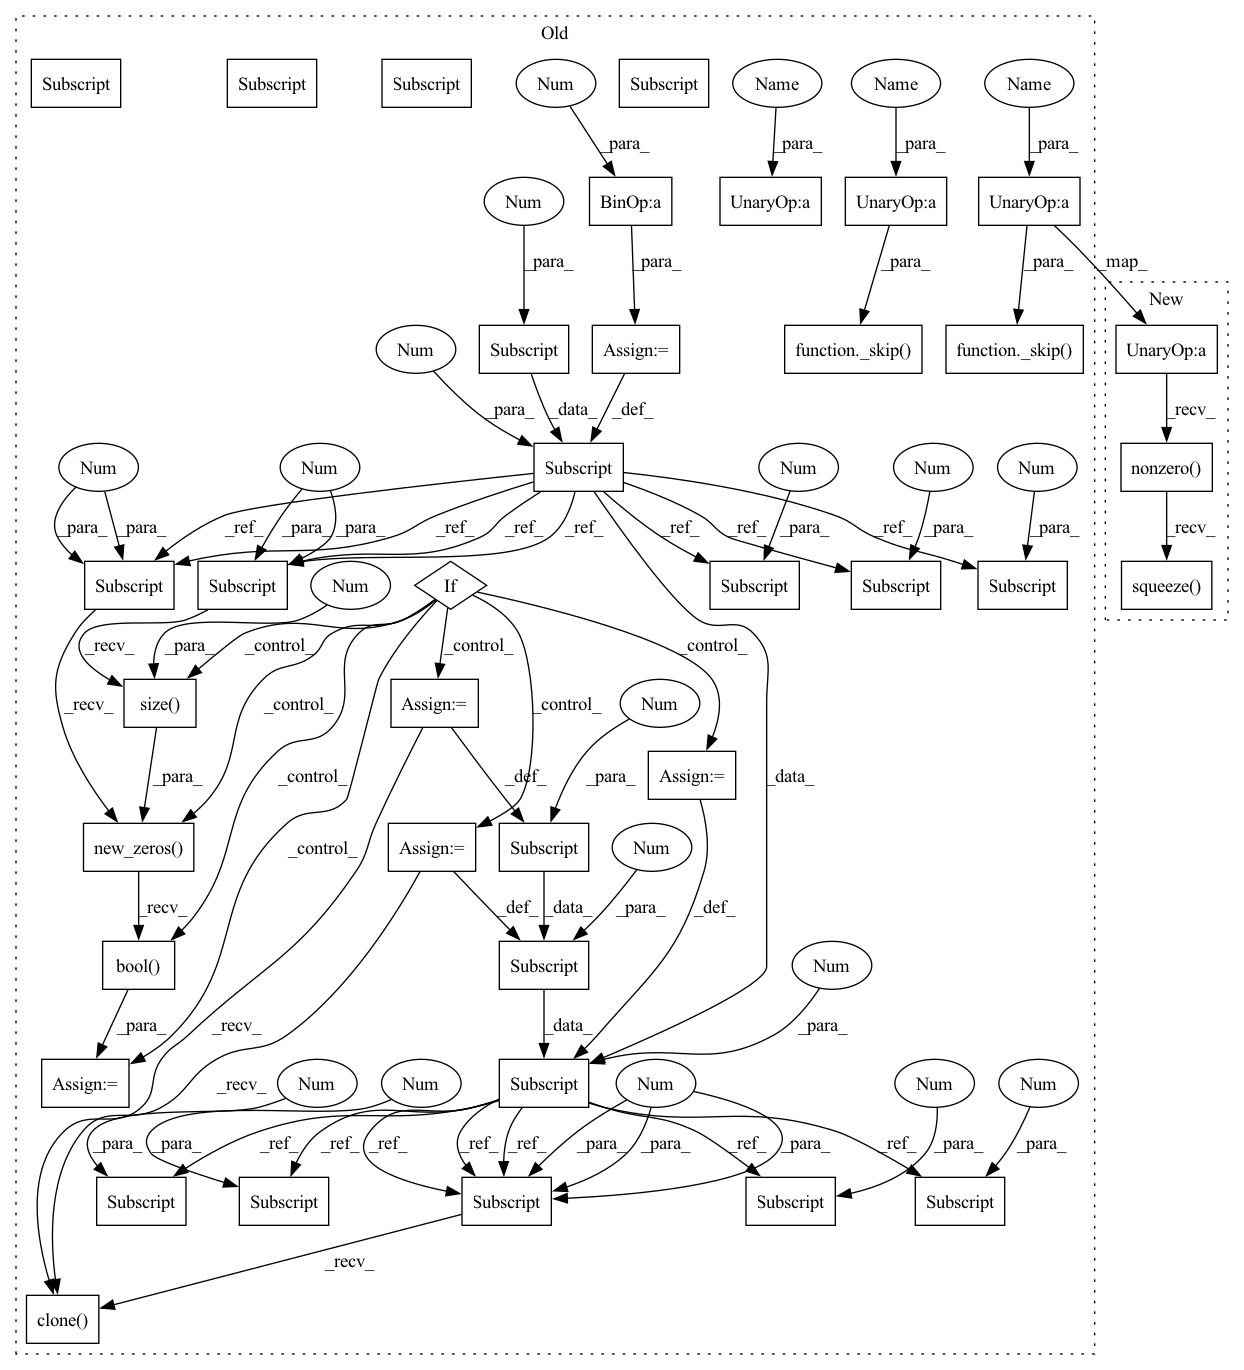 Old
Subscript Subscript Subscript Num Subscript Name Name Name
_para_ _para_ _para_ _para_
Num BinOp:a UnaryOp:a UnaryOp:a UnaryOp:a
_para_ _para_ _para_ _para_ _map_
New
Num Subscript Assign:= function._skip() function._skip() UnaryOp:a
_para_ _data_ _def_ _recv_
Num Num Subscript Num Num Num nonzero()
_para_ _para_ _ref_ _para_ _para_ _ref_ _ref_ _ref_ _ref_ _para_ _ref_ _para_ _ref_ _para_ _recv_
Subscript Subscript If Num Subscript Subscript Subscript squeeze()
_recv_ _para_ _control_ _control_ _control_
_recv_ size() _control_ Assign:= _control_ Num
_para_ _control_ _def_ _para_ Assign:= _data_
new_zeros() _control_ Assign:= Subscript Num
_recv_ _def_ _data_ _para_ _def_
bool() Subscript Num
_para_ _recv_ _data_ _para_
Assign:= _recv_ Num Num Subscript Num Num Num
_para_ _para_ _ref_ _ref_ _ref_ _ref_ _ref_ _para_ _para_ _para_ _ref_ _para_ _ref_ _para_
Subscript Subscript Subscript Subscript Subscript
_recv_
clone()